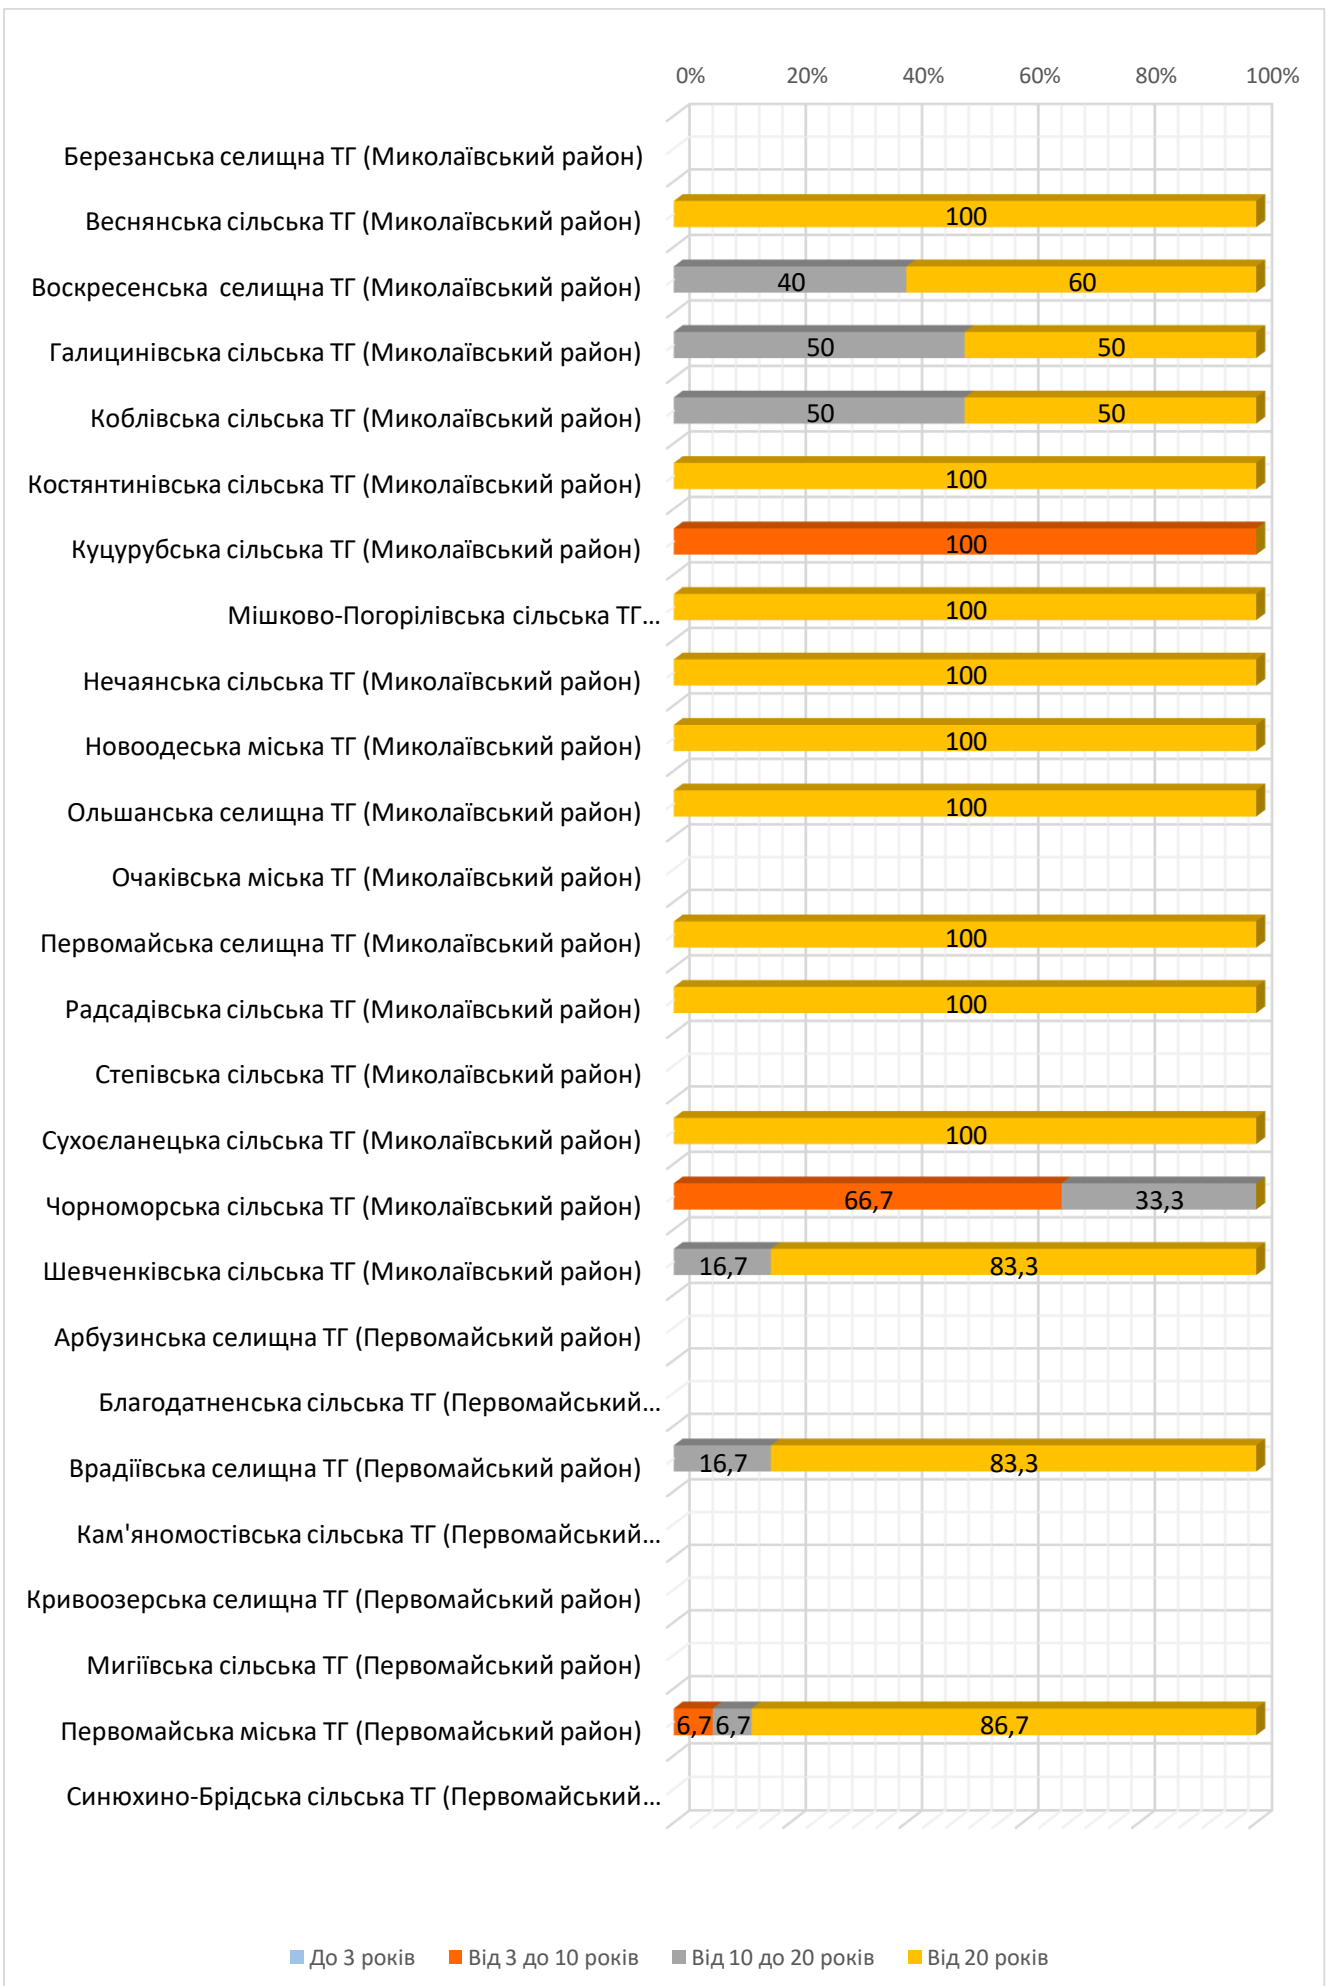 0% 20% 40% 60% 80% 100%
Березанська селищна ТГ (Миколаївський район)
Веснянська сільська ТГ (Миколаївський район) 100
Воскресенська селищна ТГ (Миколаївський район) 40 60
Галицинівська сільська ТГ (Миколаївський район) 50 50
Коблівська сільська ТГ (Миколаївський район) 50 50
Костянтинівська сільська ТГ (Миколаївський район) 100
Куцурубська сільська ТГ (Миколаївський район) 100
Мішково-Погорілівська сільська ТГ… 100
Нечаянська сільська ТГ (Миколаївський район) 100
Новоодеська міська ТГ (Миколаївський район) 100
Ольшанська селищна ТГ (Миколаївський район) 100
Очаківська міська ТГ (Миколаївський район)
Первомайська селищна ТГ (Миколаївський район) 100
Радсадівська сільська ТГ (Миколаївський район) 100
Степівська сільська ТГ (Миколаївський район)
Сухоєланецька сільська ТГ (Миколаївський район) 100
Чорноморська сільська ТГ (Миколаївський район) 66,7 33,3
Шевченківська сільська ТГ (Миколаївський район) 16,7 83,3
Арбузинська селищна ТГ (Первомайський район)
Благодатненська сільська ТГ (Первомайський…
Врадіївська селищна ТГ (Первомайський район) 16,7 83,3
Кам'яномостівська сільська ТГ (Первомайський…
Кривоозерська селищна ТГ (Первомайський район)
Мигіївська сільська ТГ (Первомайський район)
Первомайська міська ТГ (Первомайський район) 6,7 6,7 86,7
Синюхино-Брідська сільська ТГ (Первомайський…
До 3 років Від 3 до 10 років Від 10 до 20 років Від 20 років